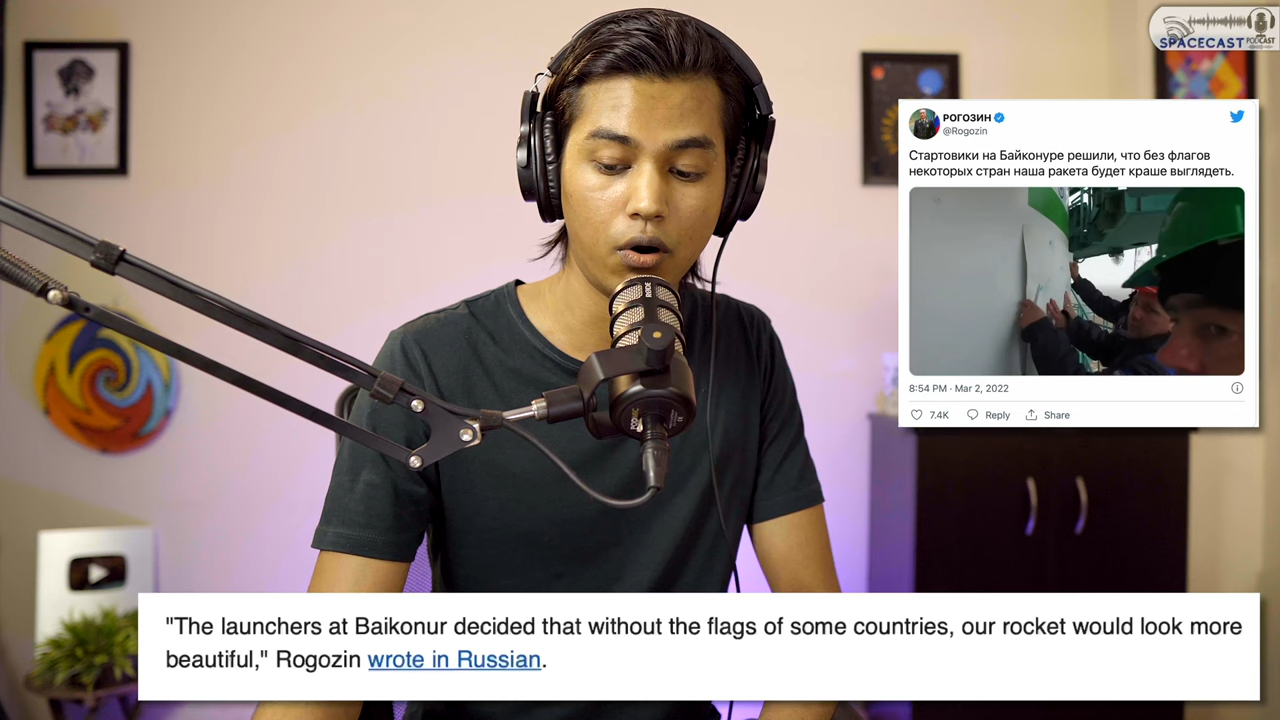 SPACECAST PODCAST
РОГОЗИН
@Rogozin
Стартовики на Байконуре решили, что без флагов
некоторых стран наша ракета будет краше выглядеть.
8:54 PM · Mar 2, 2022
7.4K Reply Share
RØDE
"The launchers at Baikonur decided that without the flags of some countries, our rocket would look more
beautiful," Rogozin wrote in Russian.